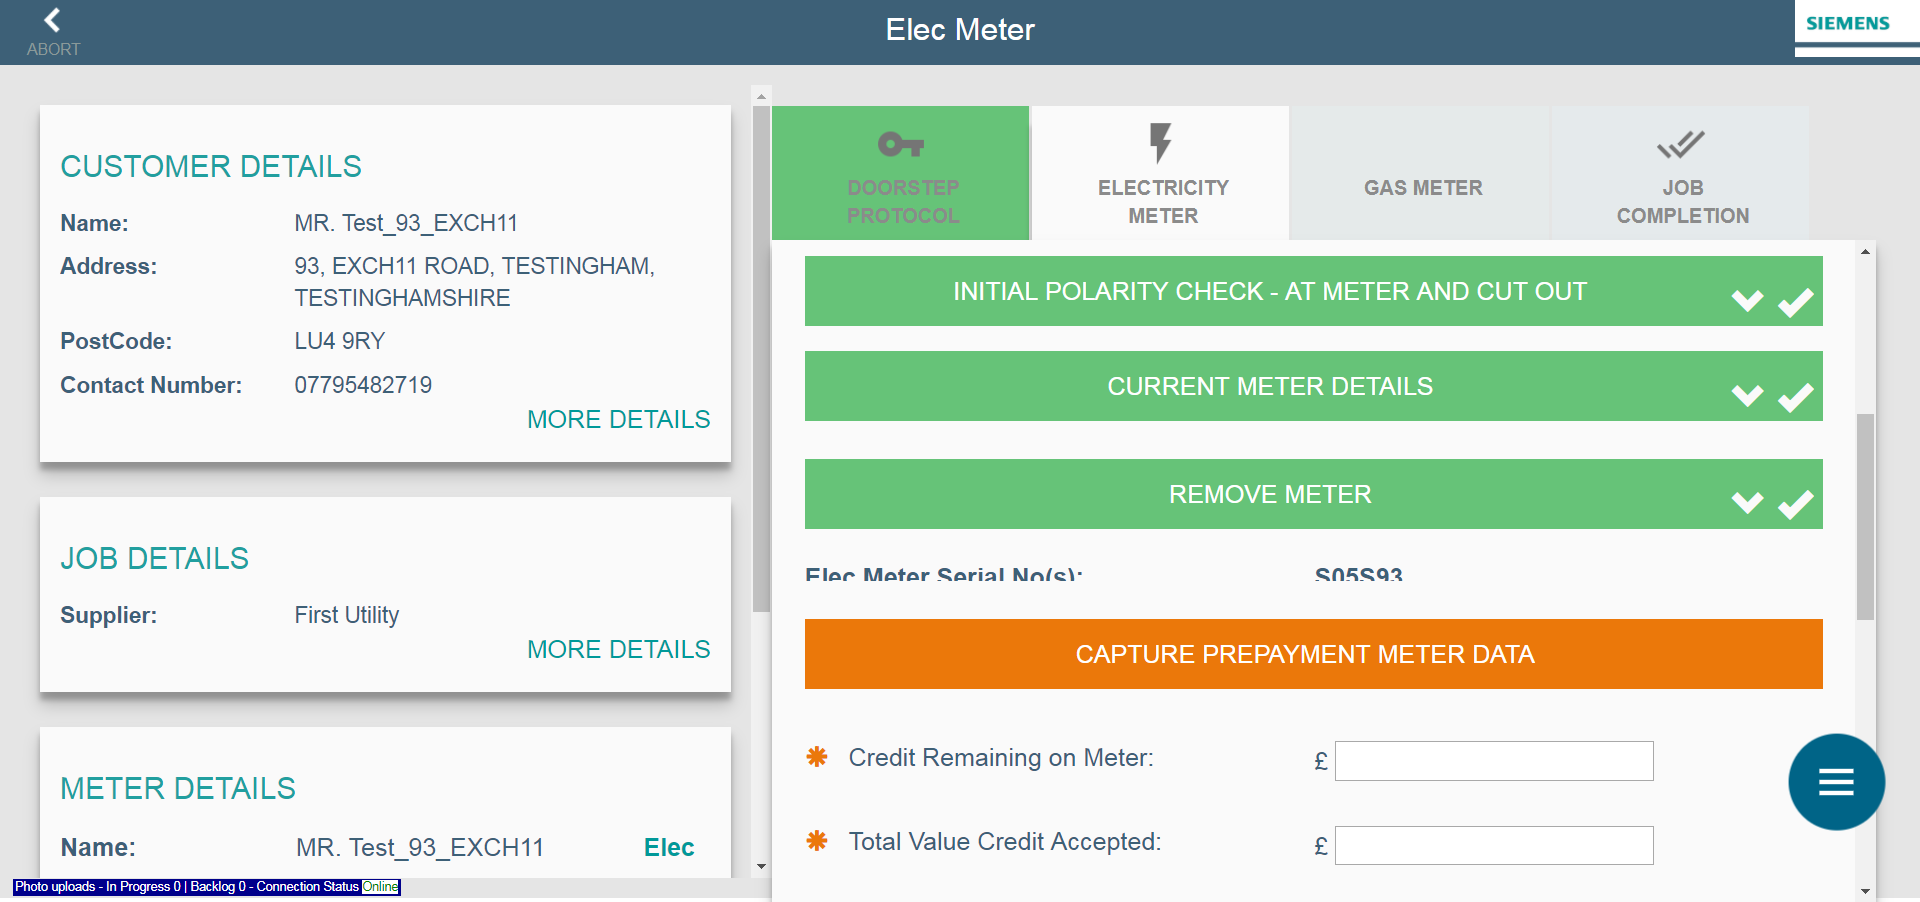 ABORT
Elec Meter
SIEMENS
CUSTOMER DETAILS
Name: MR. Test_93_EXCH11
Address: 93, EXCH11 ROAD, TESTINGHAM,
TESTINGHAMSHIRE
PostCode: LU4 9RY
Contact Number: 07795482719
MORE DETAILS
JOB DETAILS
Supplier: First Utility
MORE DETAILS
METER DETAILS
Name: MR. Test_93_EXCH11 Elec
Photo uploads - In Progress 0 | Backlog 0 - Connection Status Online
DOORSTEP
PROTOCOL
ELECTRICITY
METER
GAS METER
JOB
COMPLETION
INITIAL POLARITY CHECK - AT METER AND CUT OUT
CURRENT METER DETAILS
REMOVE METER
Elec Meter Serial No(s): S05S93
CAPTURE PREPAYMENT METER DATA
✱ Credit Remaining on Meter: £
✱ Total Value Credit Accepted: £